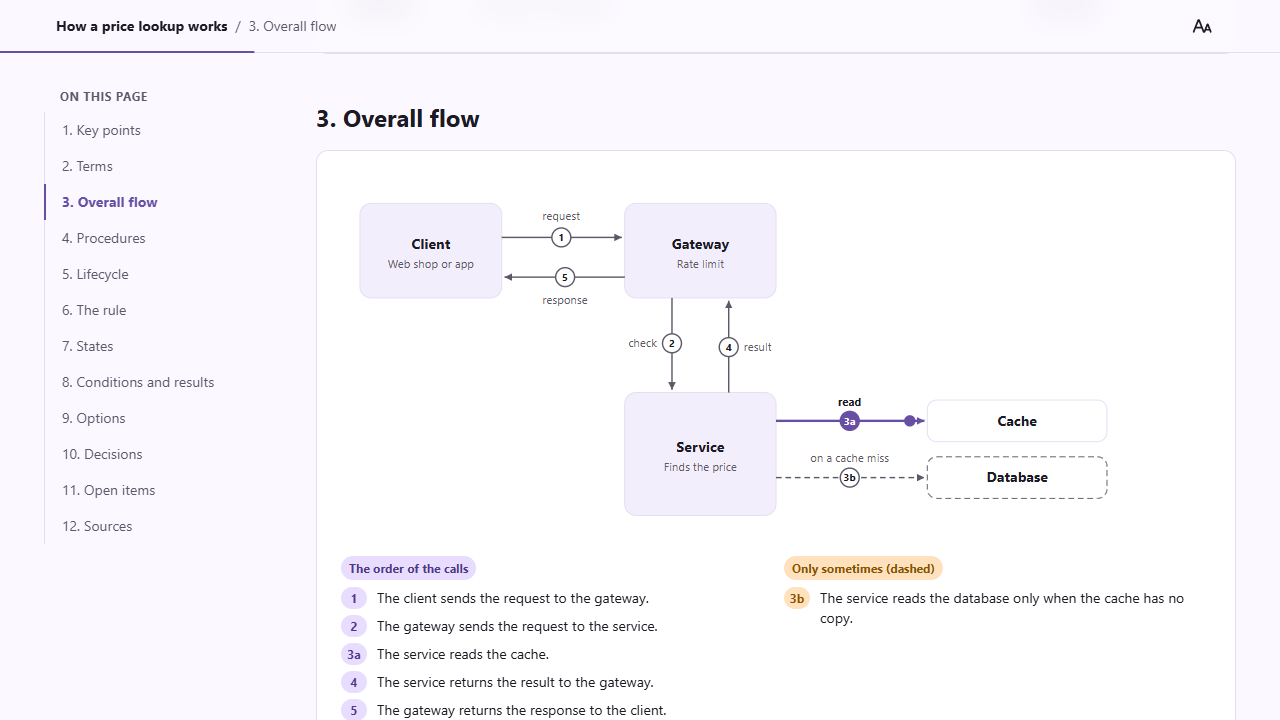 How a price lookup works / 3. Overall flow
AA
ON THIS PAGE
1. Key points
2. Terms
3. Overall flow
4. Procedures
5. Lifecycle
6. The rule
7. States
8. Conditions and results
9. Options
10. Decisions
11. Open items
12. Sources
3. Overall flow
Client
Web shop or app
request
1
5
response
Gateway
Rate limit
check
2
4
result
Service
Finds the price
read
3a
Cache
on a cache miss
3b
Database
The order of the calls
1 The client sends the request to the gateway.
2 The gateway sends the request to the service.
3a The service reads the cache.
4 The service returns the result to the gateway.
5 The gateway returns the response to the client.
Only sometimes (dashed)
3b The service reads the database only when the cache has no
copy.